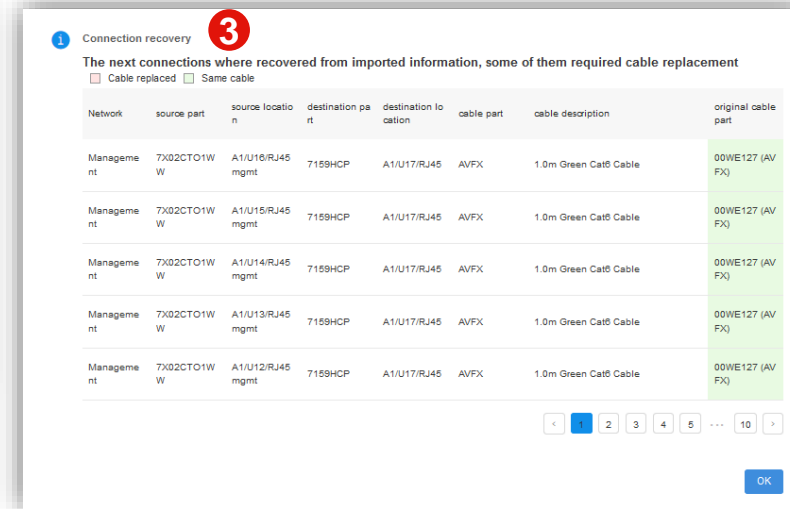 3
i
Connection recovery
The next connections where recovered from imported information, some of them required cable replacement
Cable replaced Same cable
Network source part source locatio destination pa destination lo cable part cable description original cable
n rt cation part
Manageme 7X02CTO1W A1/U16/RJ45 7159HCP A1/U17/RJ45 AVFX 1.0m Green Cat6 Cable 00WE127 (AV
nt W mgmt FX)
Manageme 7X02CTO1W A1/U15/RJ45 7159HCP A1/U17/RJ45 AVFX 1.0m Green Cat6 Cable 00WE127 (AV
nt W mgmt FX)
Manageme 7X02CTO1W A1/U14/RJ45 7159HCP A1/U17/RJ45 AVFX 1.0m Green Cat6 Cable 00WE127 (AV
nt W mgmt FX)
Manageme 7X02CTO1W A1/U13/RJ45 7159HCP A1/U17/RJ45 AVFX 1.0m Green Cat6 Cable 00WE127 (AV
nt W mgmt FX)
Manageme 7X02CTO1W A1/U12/RJ45 7159HCP A1/U17/RJ45 AVFX 1.0m Green Cat6 Cable 00WE127 (AV
nt W mgmt FX)
< 1 2 3 4 5 ··· 10 >
OK